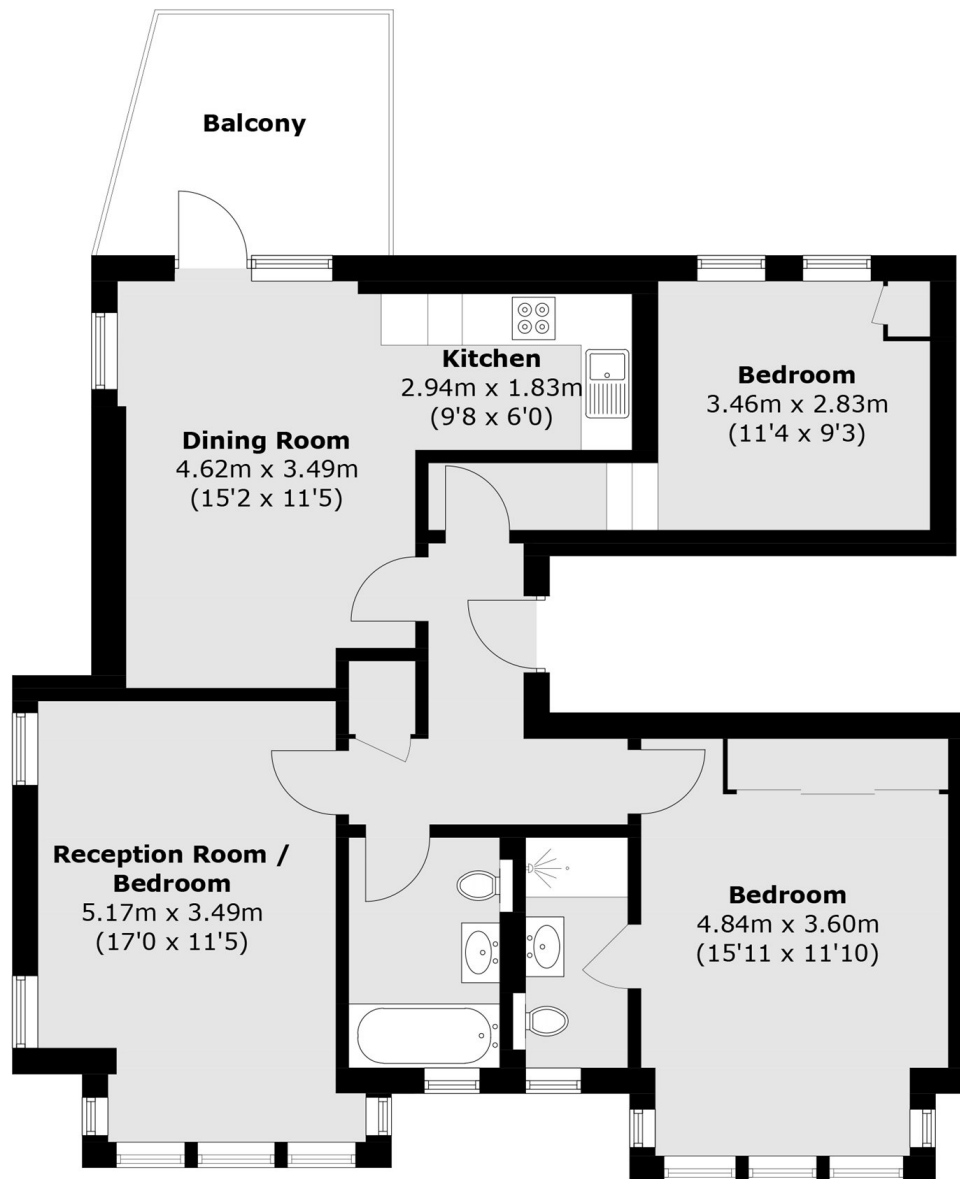 Balcony
Kitchen
2.94m x 1.83m
(9'8 x 6'0)
Bedroom
3.46m x 2.83m
(11'4 x 9'3)
Dining Room
4.62m x 3.49m
(15'2 x 11'5)
Reception Room /
Bedroom
5.17m x 3.49m
(17'0 x 11'5)
Bedroom
4.84m x 3.60m
(15'11 x 11'10)